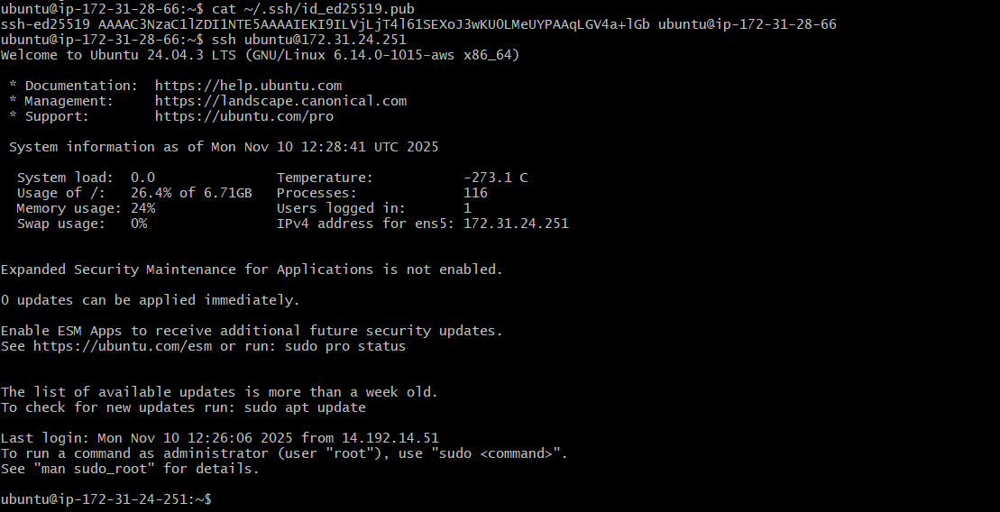 ubuntu@ip-172-31-28-66:~$ cat ~/.ssh/id_ed25519.pub
ssh-ed25519 AAAAC3NzaC1lZDI1NTE5AAAAIEKI9ILVjLjT4l61SEXoJ3wKUOLMeUYPAAqLGV4a+lGb ubuntu@ip-172-31-28-66
ubuntu@ip-172-31-28-66:~$ ssh ubuntu@172.31.24.251
Welcome to Ubuntu 24.04.3 LTS (GNU/Linux 6.14.0-1015-aws x86_64)

 * Documentation:  https://help.ubuntu.com
 * Management:     https://landscape.canonical.com
 * Support:        https://ubuntu.com/pro

 System information as of Mon Nov 10 12:28:41 UTC 2025

  System load:  0.0               Temperature:           -273.1 C
  Usage of /:   26.4% of 6.71GB   Processes:             116
  Memory usage: 24%               Users logged in:       1
  Swap usage:   0%                IPv4 address for ens5: 172.31.24.251

Expanded Security Maintenance for Applications is not enabled.

0 updates can be applied immediately.

Enable ESM Apps to receive additional future security updates.
See https://ubuntu.com/esm or run: sudo pro status

The list of available updates is more than a week old.
To check for new updates run: sudo apt update

Last login: Mon Nov 10 12:26:06 2025 from 14.192.14.51
To run a command as administrator (user "root"), use "sudo <command>".
See "man sudo_root" for details.

ubuntu@ip-172-31-24-251:~$